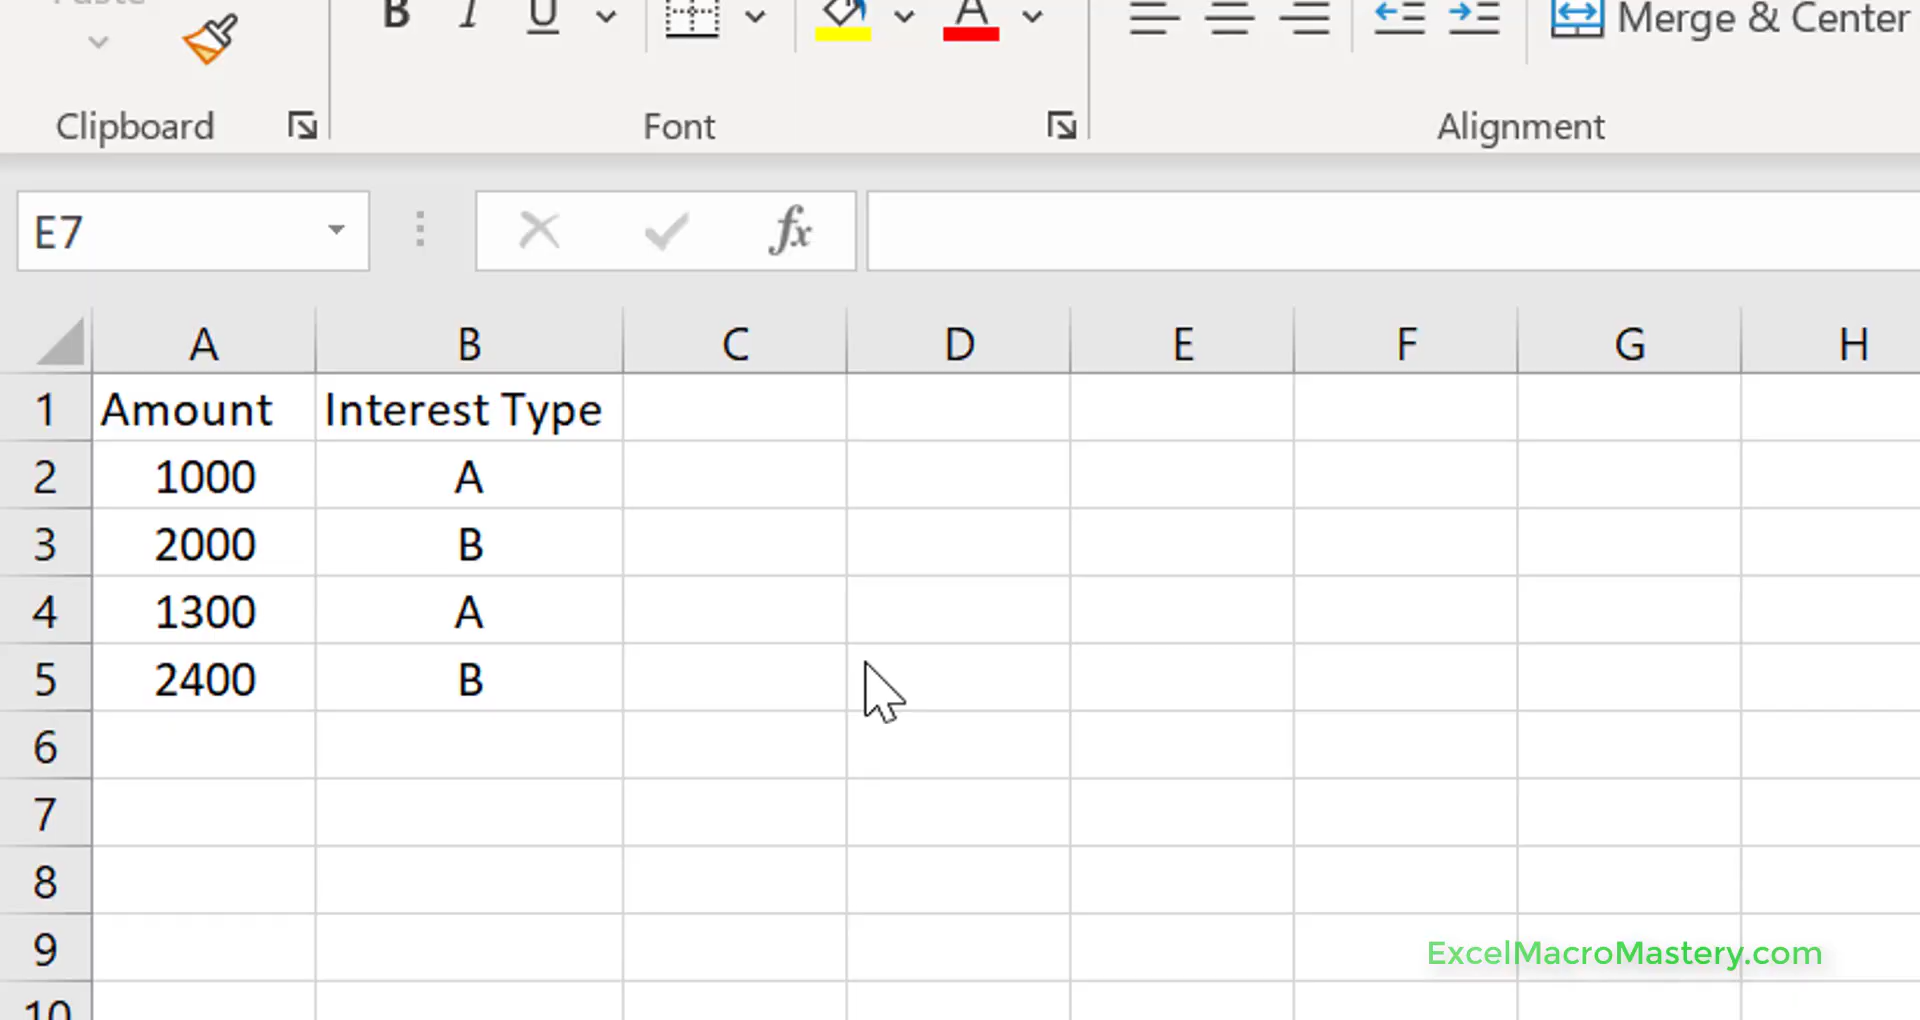 B I U A Merge & Center
Clipboard Font Alignment
E7 fx
A B C D E F G H
1 Amount Interest Type
2 1000 A
3 2000 B
4 1300 A
5 2400 B
6
7
8
9
ExcelMacroMastery.com
10